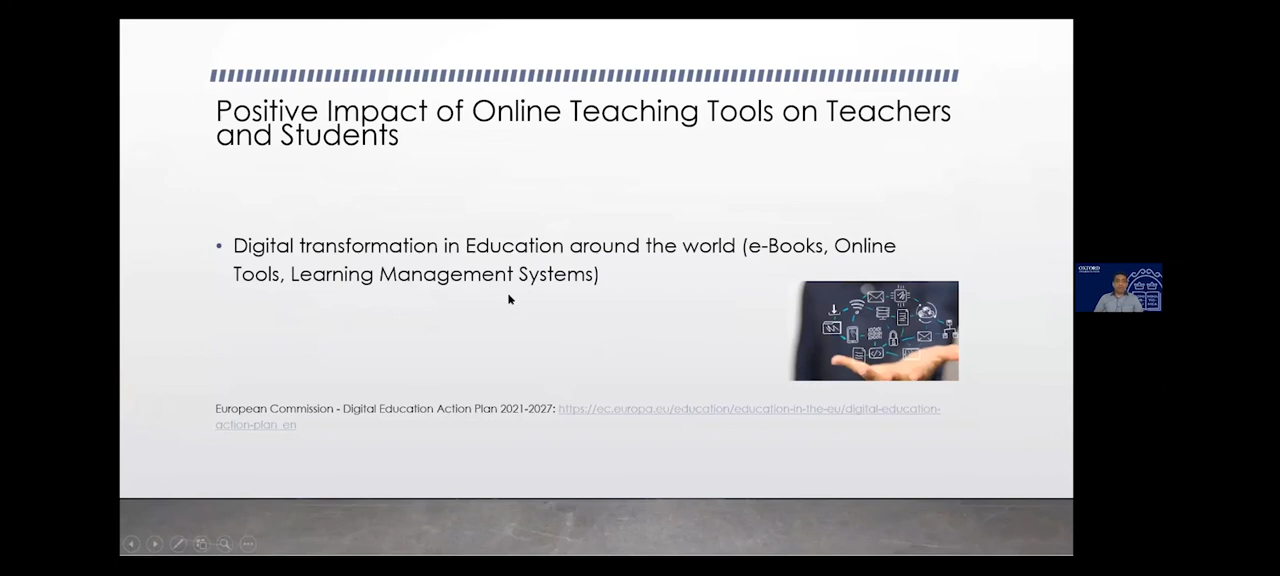 Positive Impact of Online Teaching Tools on Teachers
and Students
• Digital transformation in Education around the world (e-Books, Online
Tools, Learning Management Systems)
European Commission - Digital Education Action Plan 2021-2027: https://ec.europa.eu/education/education-in-the-eu/digital-education-
action-plan_en
OXFORD